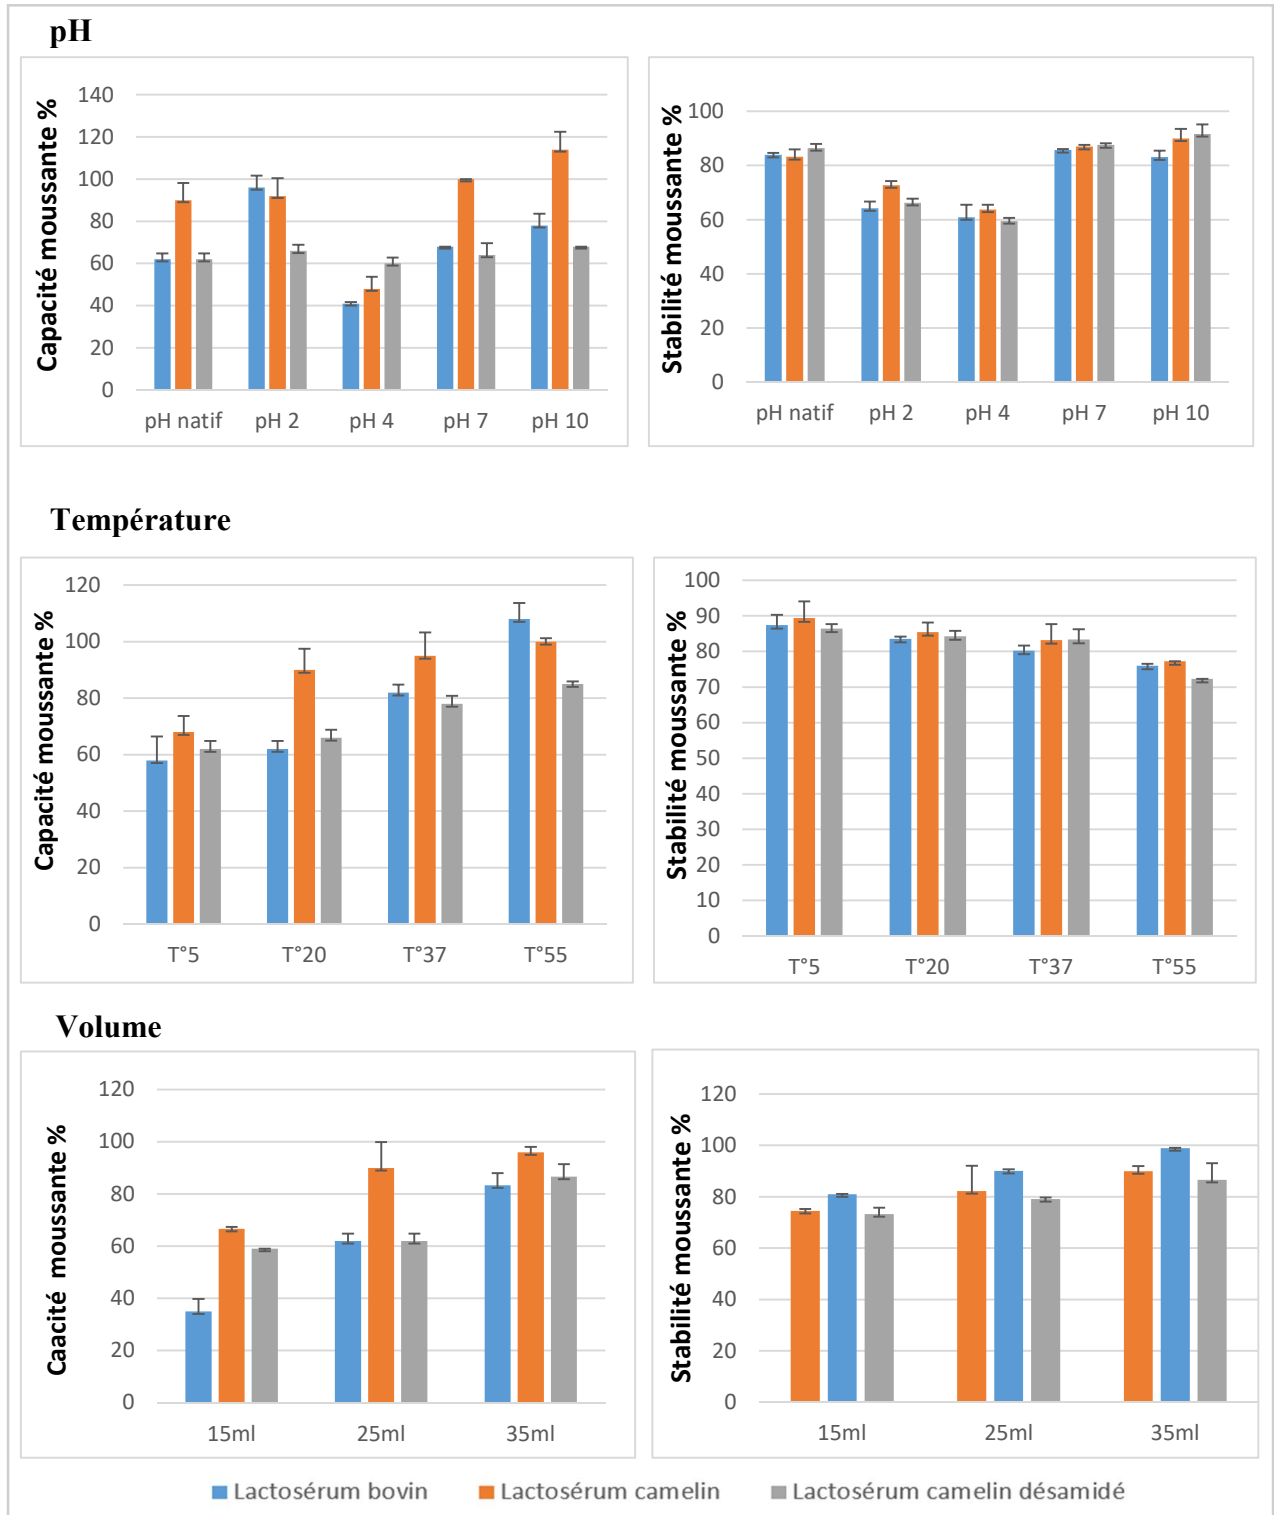 pH
Capacité moussante %
140
120
100
80
60
40
20
0
pH natif pH 2 pH 4 pH 7 pH 10
Stabilité moussante %
100
80
60
40
20
0
pH natif pH 2 pH 4 pH 7 pH 10
Température
Capacité moussante %
120
100
80
60
40
20
0
T°5 T°20 T°37 T°55
Stabilité moussante %
100
90
80
70
60
50
40
30
20
10
0
T°5 T°20 T°37 T°55
Volume
Caacité moussante %
120
100
80
60
40
20
0
15ml 25ml 35ml
Stabilité moussante %
120
100
80
60
40
20
0
15ml 25ml 35ml
Lactosérum bovin Lactosérum camelin Lactosérum camelin désamidé